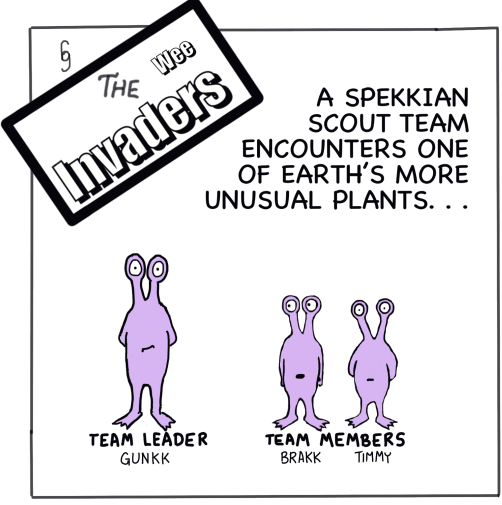 THE Wee
Invaders
A SPEKKIAN
SCOUT TEAM
ENCOUNTERS ONE
OF EARTH'S MORE
UNUSUAL PLANTS. . .
TEAM LEADER
GUNKK
TEAM MEMBERS
BRAKK TIMMY